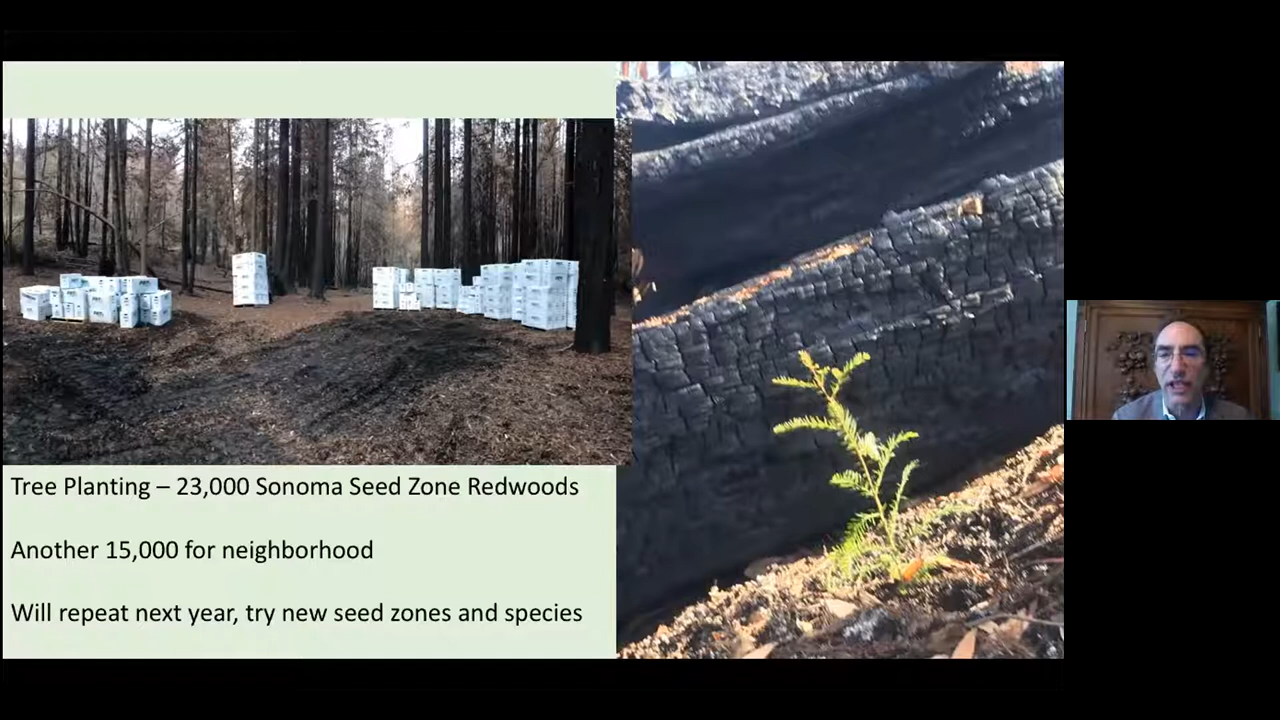 Tree Planting – 23,000 Sonoma Seed Zone Redwoods
Another 15,000 for neighborhood
Will repeat next year, try new seed zones and species